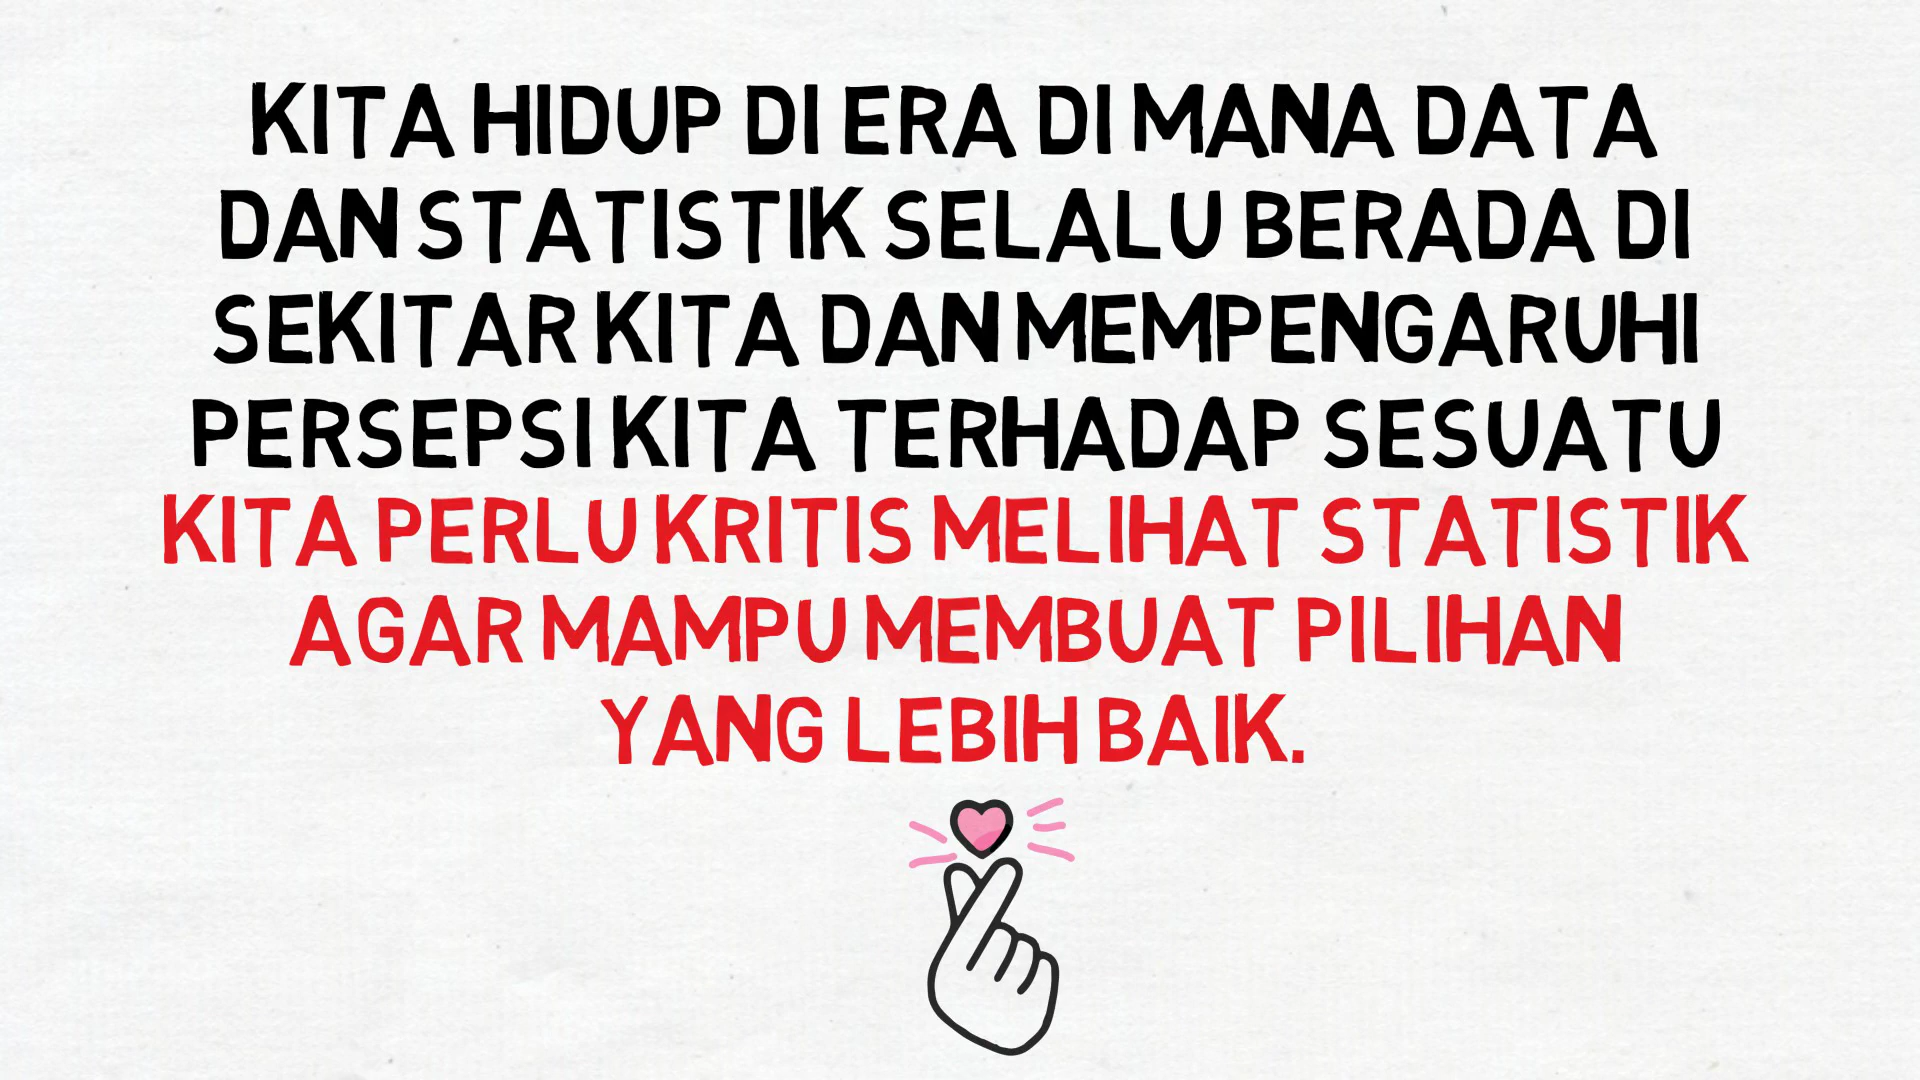 KITA HIDUP DI ERA DI MANA DATA
DAN STATISTIK SELALU BERADA DI
SEKITAR KITA DAN MEMPENGARUHI
PERSEPSI KITA TERHADAP SESUATU
KITA PERLU KRITIS MELIHAT STATISTIK
AGAR MAMPU MEMBUAT PILIHAN
YANG LEBIH BAIK.